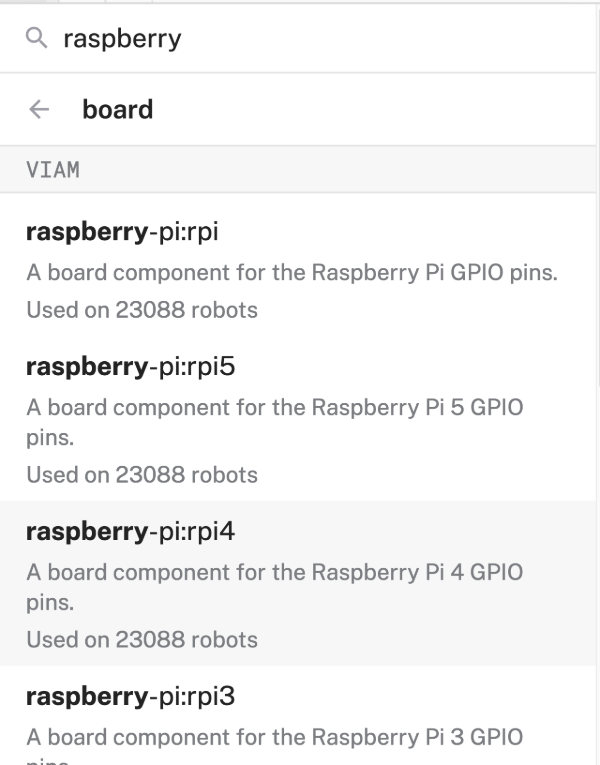 raspberry
board
VIAM
raspberry-pi:rpi
A board component for the Raspberry Pi GPIO pins.
Used on 23088 robots
raspberry-pi:rpi5
A board component for the Raspberry Pi 5 GPIO
pins.
Used on 23088 robots
raspberry-pi:rpi4
A board component for the Raspberry Pi 4 GPIO
pins.
Used on 23088 robots
raspberry-pi:rpi3
A board component for the Raspberry Pi 3 GPIO